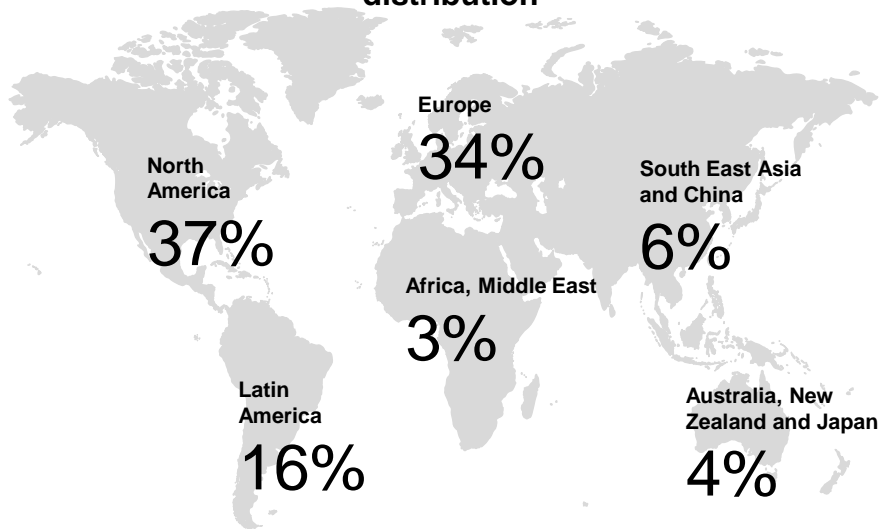 distribution
Europe
34%
North
America
37%
South East Asia
and China
6%
Africa, Middle East
3%
Latin
America
16%
Australia, New
Zealand and Japan
4%